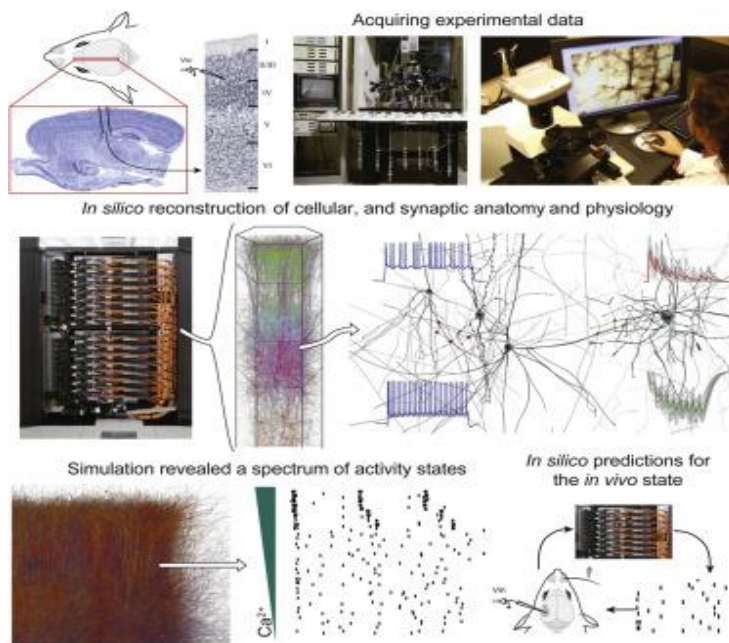 Acquiring experimental data
I
II/III
IV
V
VI
In silico reconstruction of cellular, and synaptic anatomy and physiology
Simulation revealed a spectrum of activity states
In silico predictions for
the in vivo state
Ca2+